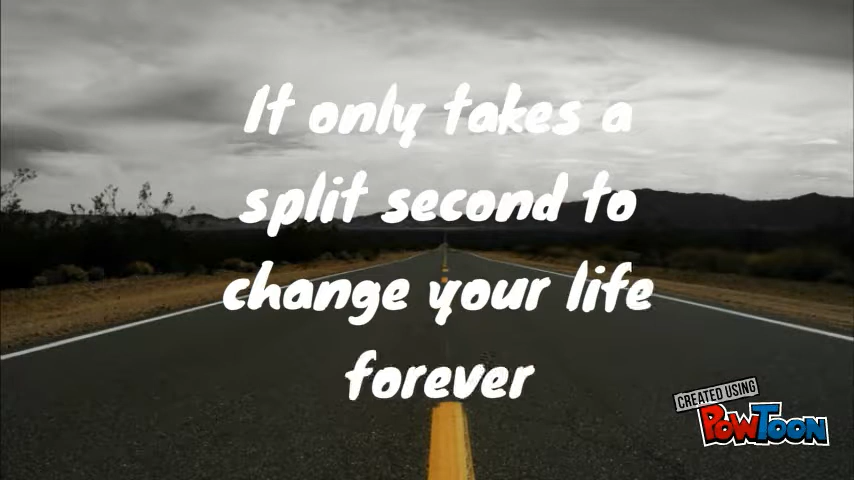 It only takes a
split second to
change your life
forever
CREATED USING
POWTOON